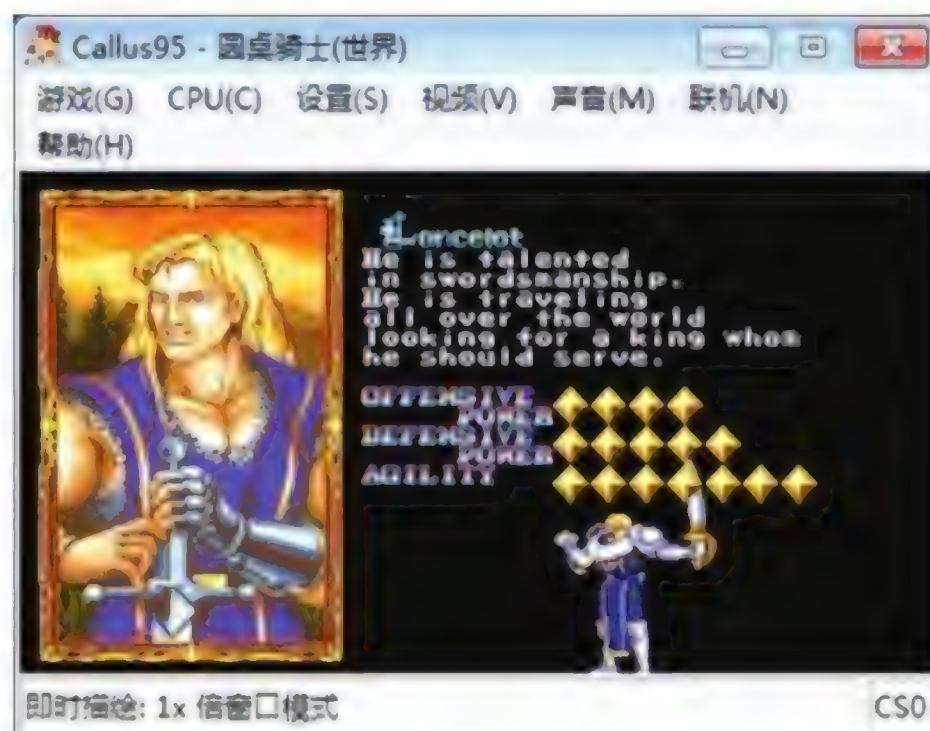 Callus95 - 圆桌骑士(世界)
游戏(G) CPU(C) 设置(S) 视频(V) 声音(M) 联机(N)
帮助(H)
Lancelot
He is talented
in swordsmanship.
He is traveling
all over the world
looking for a king whom
he should serve.
OFFENSIVE
POWER
DEFENSIVE
POWER
AGILITY
即时描绘: 1x 倍窗口模式
CS0